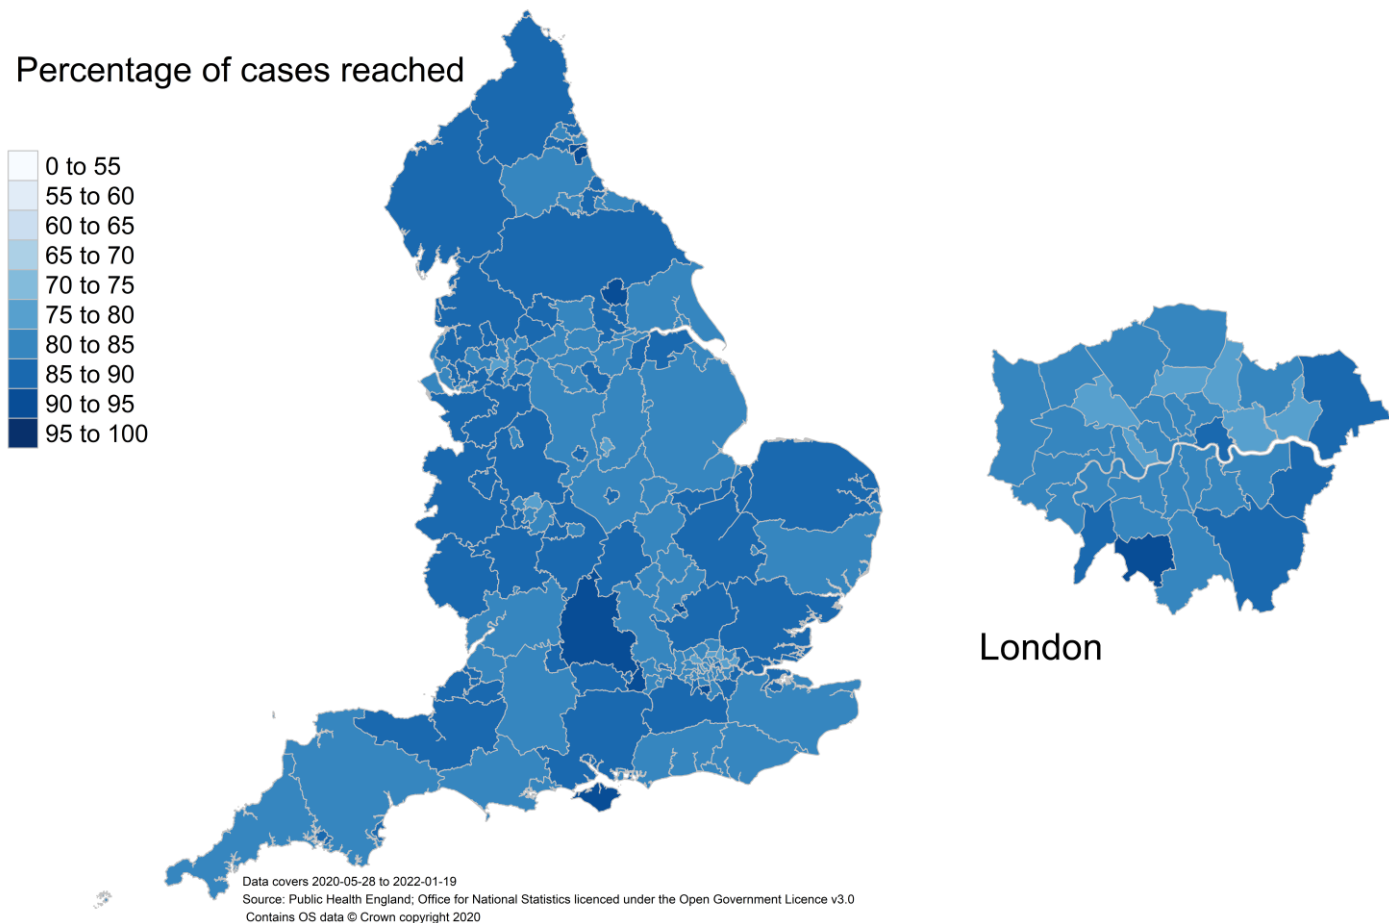 Percentage of cases reached
0 to 55
55 to 60
60 to 65
65 to 70
70 to 75
75 to 80
80 to 85
85 to 90
90 to 95
95 to 100
London
Data covers 2020-05-28 to 2022-01-19
Source: Public Health England; Office for National Statistics licenced under the Open Government Licence v3.0
Contains OS data © Crown copyright 2020